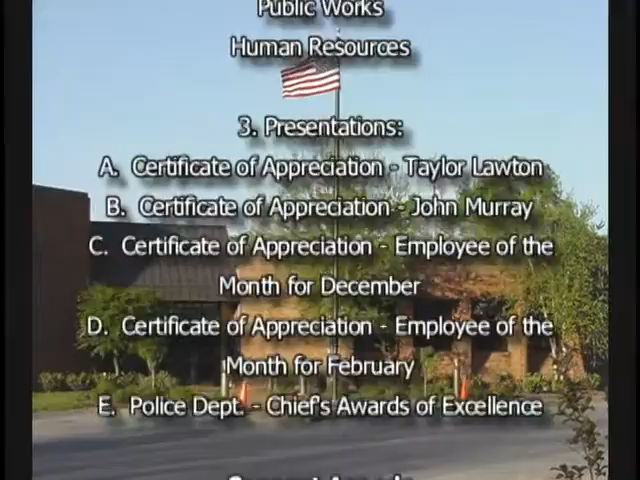 Public Works
Human Resources
3. Presentations:
A. Certificate of Appreciation - Taylor Lawton
B. Certificate of Appreciation - John Murray
C. Certificate of Appreciation - Employee of the
Month for December
D. Certificate of Appreciation - Employee of the
Month for February
E. Police Dept. - Chief's Awards of Excellence